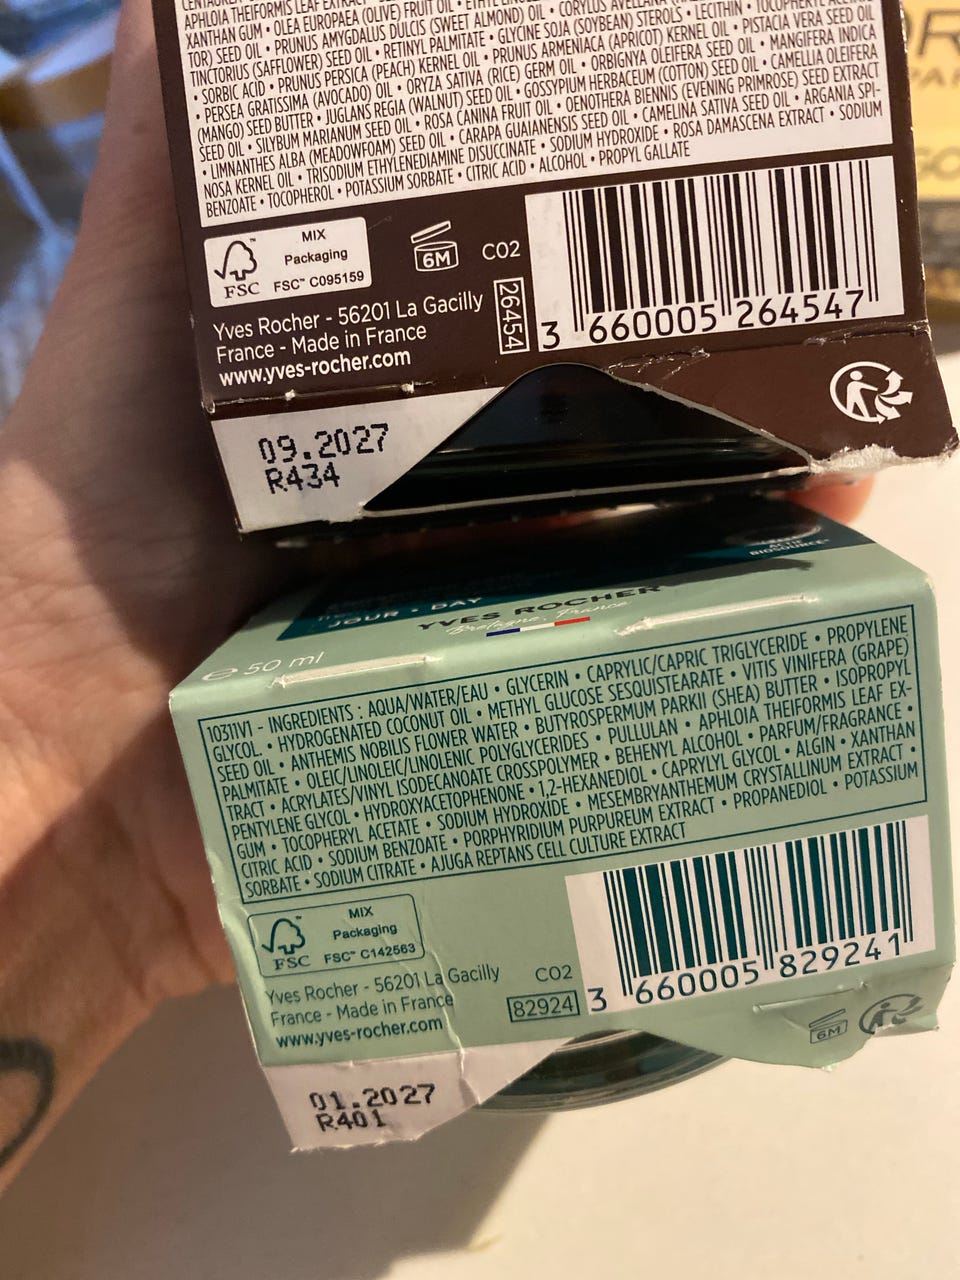 APHLOIA THEIFORMIS LEAF EXTRACT
XANTHAN GUM • OLEA EUROPAEA (OLIVE) FRUIT OIL •
TOR) SEED OIL • PRUNUS AMYGDALUS DULCIS (SWEET ALMOND) OIL • CORYLUS AVELLANA
TINCTORIUS (SAFFLOWER) SEED OIL • RETINYL PALMITATE • GLYCINE SOJA (SOYBEAN) STEROLS • LECITHIN • TOCOPHERYL ACETATE
• SORBIC ACID • PRUNUS PERSICA (PEACH) KERNEL OIL • PRUNUS ARMENIACA (APRICOT) KERNEL OIL • PISTACIA VERA SEED OIL
• PERSEA GRATISSIMA (AVOCADO) OIL • ORYZA SATIVA (RICE) GERM OIL • ORBIGNYA OLEIFERA SEED OIL • MANGIFERA INDICA
(MANGO) SEED BUTTER • JUGLANS REGIA (WALNUT) SEED OIL • GOSSYPIUM HERBACEUM (COTTON) SEED OIL • CAMELLIA OLEIFERA
SEED OIL • SILYBUM MARIANUM SEED OIL • ROSA CANINA FRUIT OIL • OENOTHERA BIENNIS (EVENING PRIMROSE) SEED EXTRACT
• LIMNANTHES ALBA (MEADOWFOAM) SEED OIL • CARAPA GUAIANENSIS SEED OIL • CAMELINA SATIVA SEED OIL • ARGANIA SPI-
NOSA KERNEL OIL • TRISODIUM ETHYLENEDIAMINE DISUCCINATE • SODIUM HYDROXIDE • ROSA DAMASCENA EXTRACT • SODIUM
BENZOATE • TOCOPHEROL • POTASSIUM SORBATE • CITRIC ACID • ALCOHOL • PROPYL GALLATE
MIX
Packaging
FSC™ C095159
FSC
6M
C02
26454
3 660005 264547
Yves Rocher - 56201 La Gacilly
France - Made in France
www.yves-rocher.com
09.2027
R434
BIOSOURCÉ
JOUR • DAY
YVES ROCHER
Bretagne, France
e 50 ml
10311V1 - INGREDIENTS : AQUA/WATER/EAU • GLYCERIN • CAPRYLIC/CAPRIC TRIGLYCERIDE • PROPYLENE
GLYCOL • HYDROGENATED COCONUT OIL • METHYL GLUCOSE SESQUISTEARATE • VITIS VINIFERA (GRAPE)
SEED OIL • ANTHEMIS NOBILIS FLOWER WATER • BUTYROSPERMUM PARKII (SHEA) BUTTER • ISOPROPYL
PALMITATE • OLEIC/LINOLEIC/LINOLENIC POLYGLYCERIDES • PULLULAN • APHLOIA THEIFORMIS LEAF EX-
TRACT • ACRYLATES/VINYL ISODECANOATE CROSSPOLYMER • BEHENYL ALCOHOL • PARFUM/FRAGRANCE •
PENTYLENE GLYCOL • HYDROXYACETOPHENONE • 1,2-HEXANEDIOL • CAPRYLYL GLYCOL • ALGIN • XANTHAN
GUM • TOCOPHERYL ACETATE • SODIUM HYDROXIDE • MESEMBRYANTHEMUM CRYSTALLINUM EXTRACT •
CITRIC ACID • SODIUM BENZOATE • PORPHYRIDIUM PURPUREUM EXTRACT • PROPANEDIOL • POTASSIUM
SORBATE • SODIUM CITRATE • AJUGA REPTANS CELL CULTURE EXTRACT
MIX
Packaging
FSC™ C142563
FSC
Yves Rocher - 56201 La Gacilly
France - Made in France
www.yves-rocher.com
C02
82924
3 660005 829241
6M
01.2027
R401